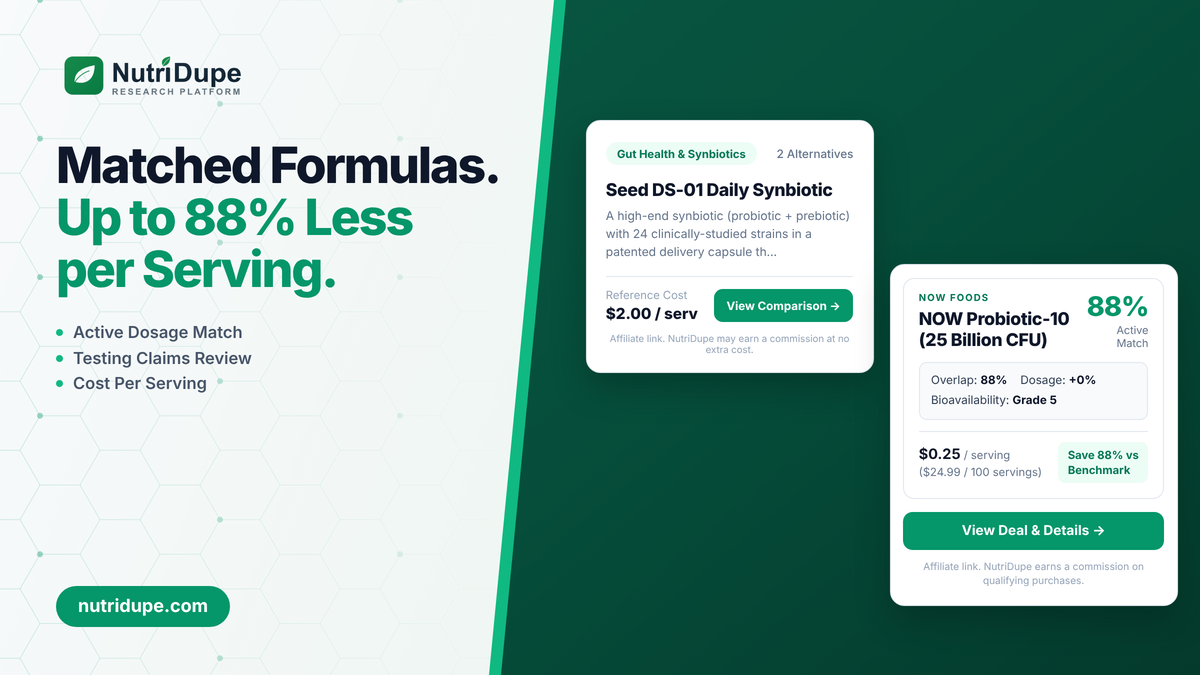 NutriDupe
RESEARCH PLATFORM
Matched Formulas.
Up to 88% Less
per Serving.
Active Dosage Match
Testing Claims Review
Cost Per Serving
nutridupe.com
Gut Health & Synbiotics 2 Alternatives
Seed DS-01 Daily Synbiotic
A high-end synbiotic (probiotic + prebiotic)
with 24 clinically-studied strains in a
patented delivery capsule th...
Reference Cost
$2.00 / serv
View Comparison →
Affiliate link. NutriDupe may earn a commission at no
extra cost.
NOW FOODS
NOW Probiotic-10
(25 Billion CFU)
88%
Active
Match
Overlap: 88% Dosage: +0%
Bioavailability: Grade 5
$0.25 / serving
($24.99 / 100 servings)
Save 88% vs
Benchmark
View Deal & Details →
Affiliate link. NutriDupe earns a commission on
qualifying purchases.